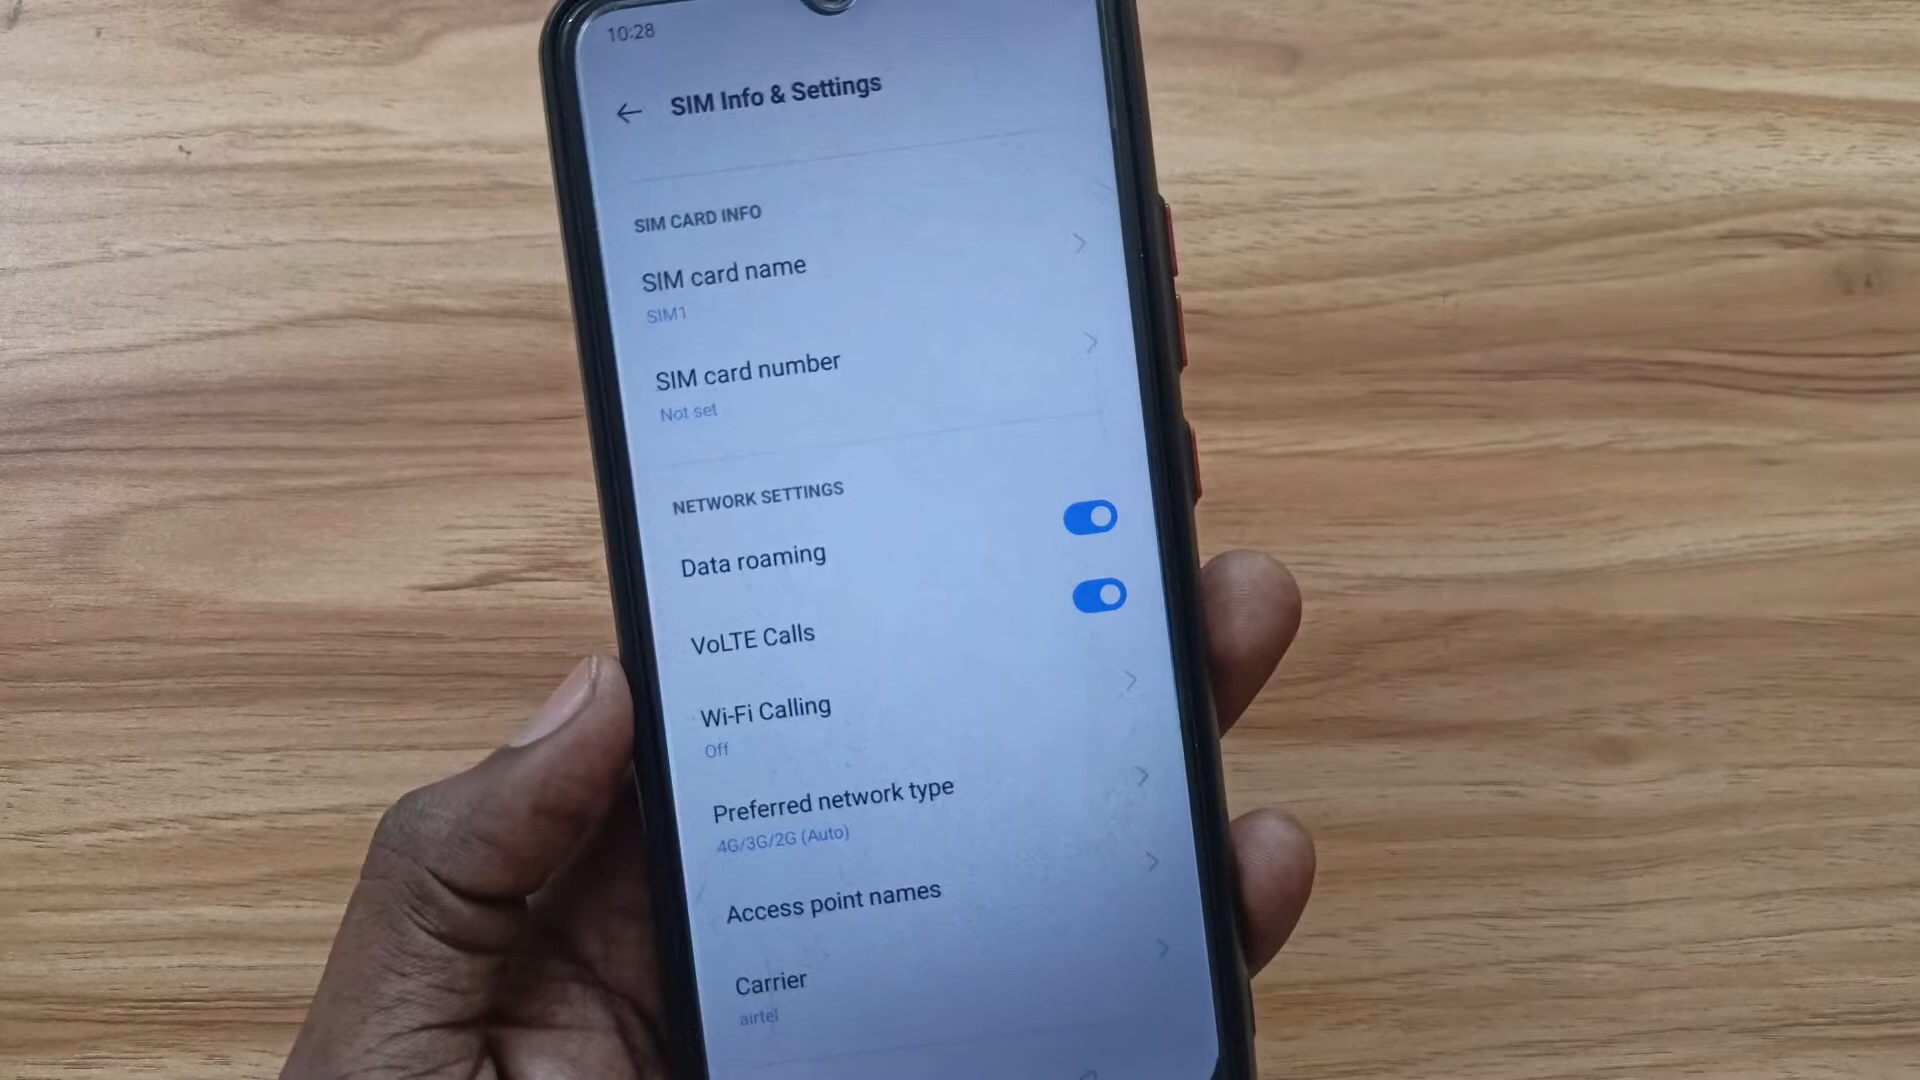 10:28
SIM Info & Settings
SIM CARD INFO
SIM card name
SIM1
SIM card number
Not set
NETWORK SETTINGS
Data roaming
VoLTE Calls
Wi-Fi Calling
Off
Preferred network type
4G/3G/2G (Auto)
Access point names
Carrier
airtel